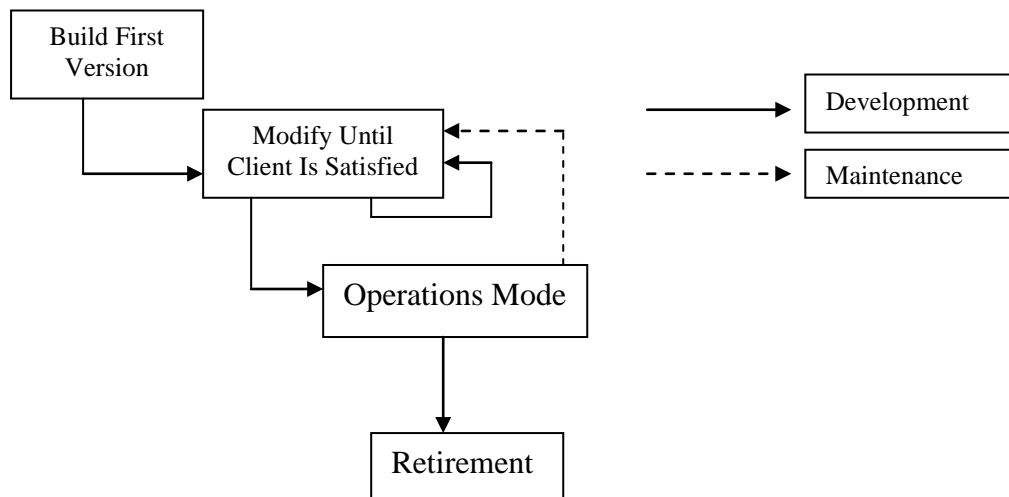 Build First
Version
Development
Modify Until
Client Is Satisfied
Maintenance
Operations Mode
Retirement